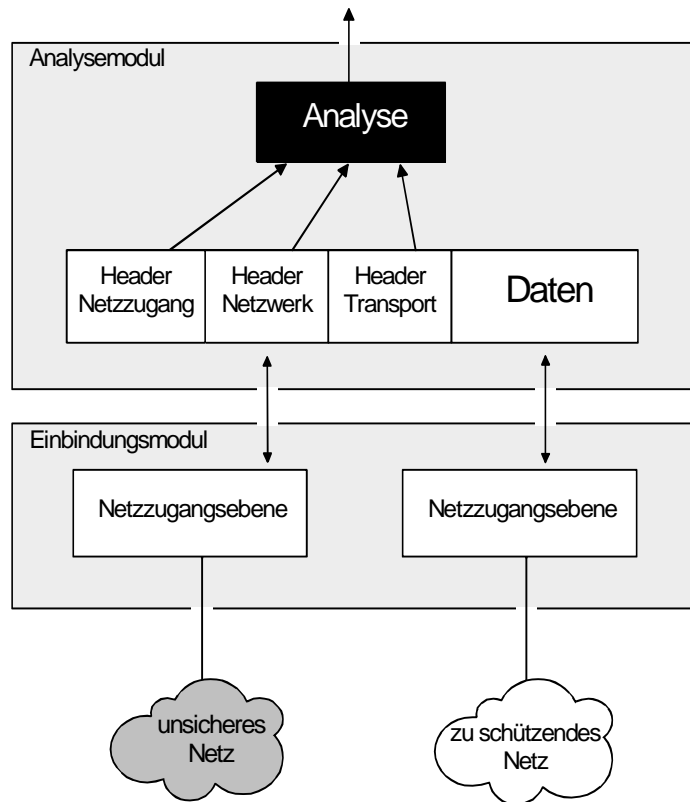 Analysemodul
Analyse
Header
Netzzugang
Header
Netzwerk
Header
Transport
Daten
Einbindungsmodul
Netzzugangsebene
Netzzugangsebene
unsicheres
Netz
zu schützendes
Netz